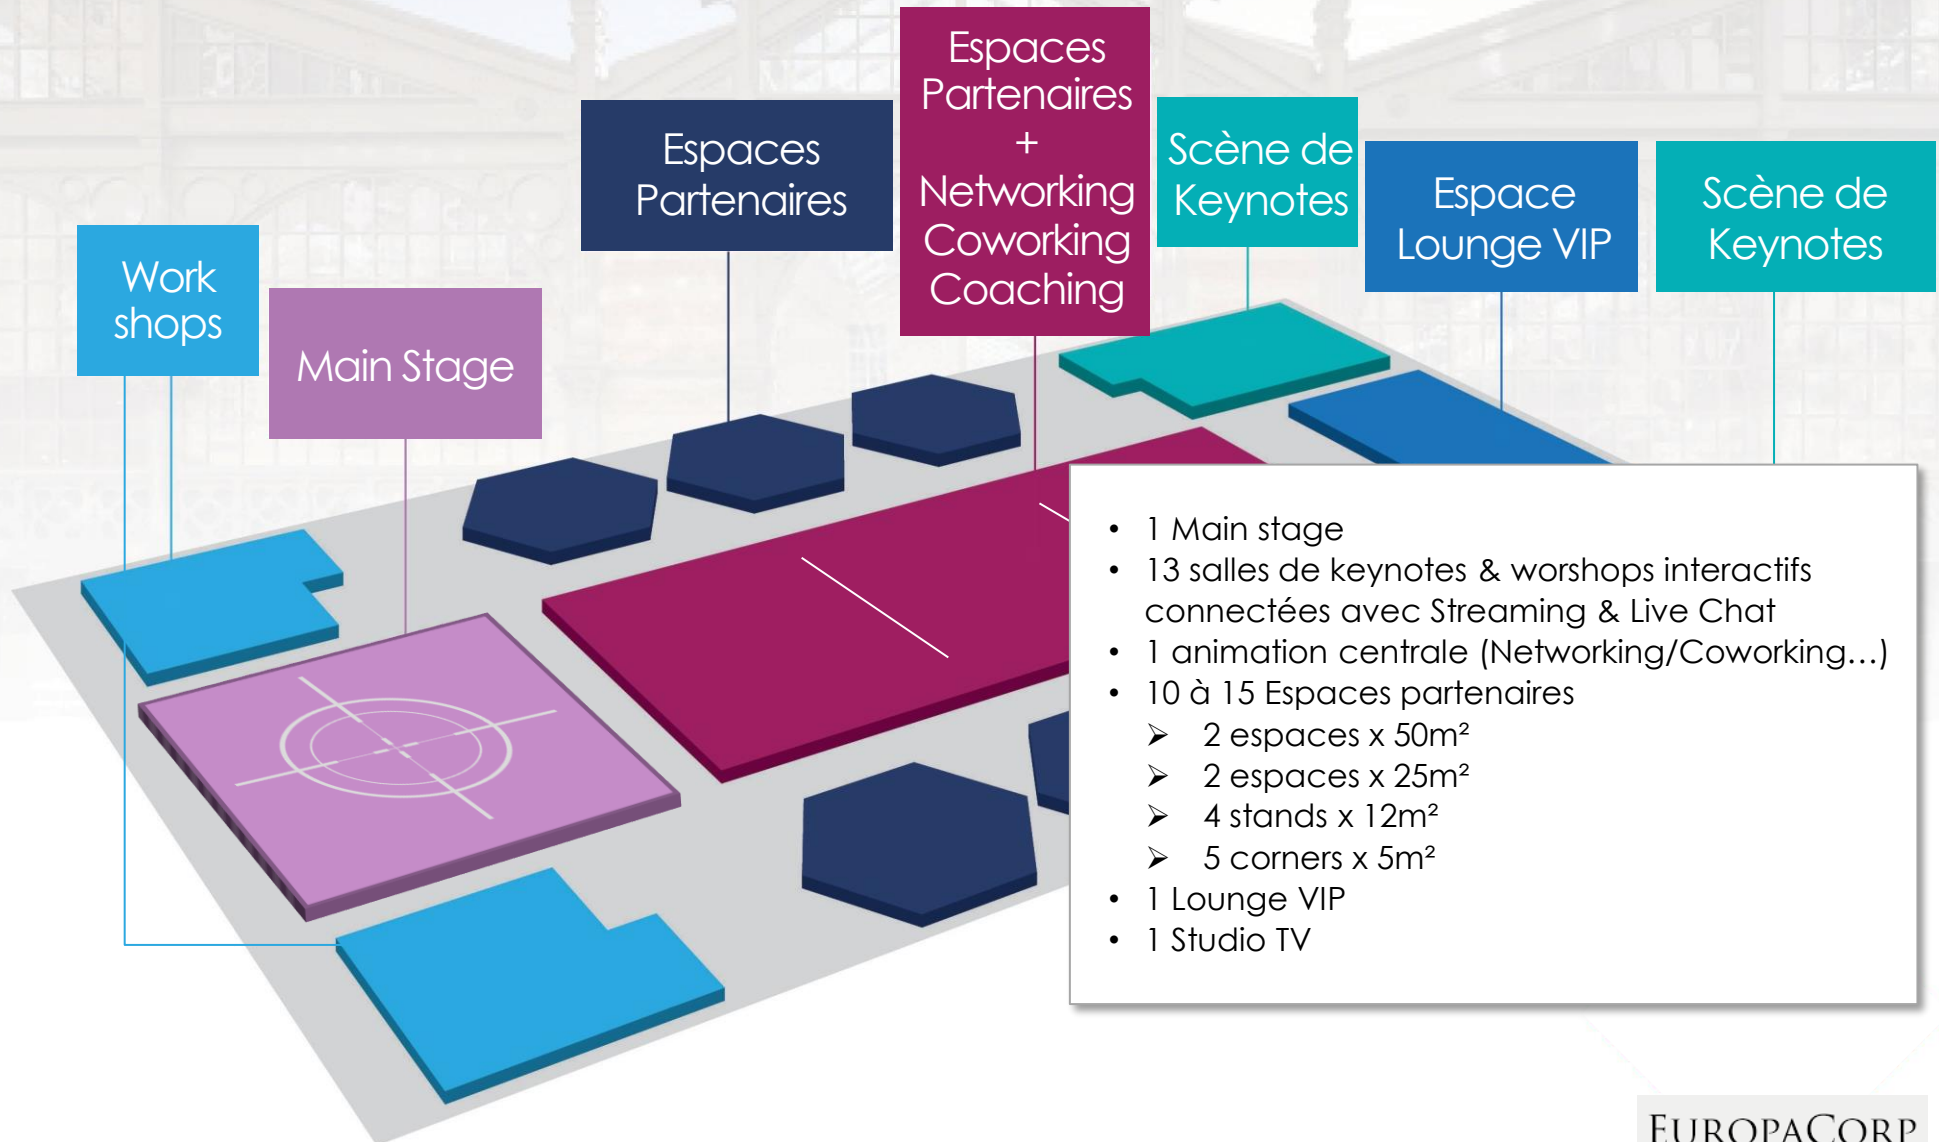 Work
shops
Main Stage
Espaces
Partenaires
Espaces
Partenaires
+
Networking
Coworking
Coaching
Scène de
Keynotes
Espace
Lounge VIP
Scène de
Keynotes
• 1 Main stage
• 13 salles de keynotes & worshops interactifs
connectées avec Streaming & Live Chat
• 1 animation centrale (Networking/Coworking…)
• 10 à 15 Espaces partenaires
➢ 2 espaces x 50m²
➢ 2 espaces x 25m²
➢ 4 stands x 12m²
➢ 5 corners x 5m²
• 1 Lounge VIP
• 1 Studio TV
EUROPACORP